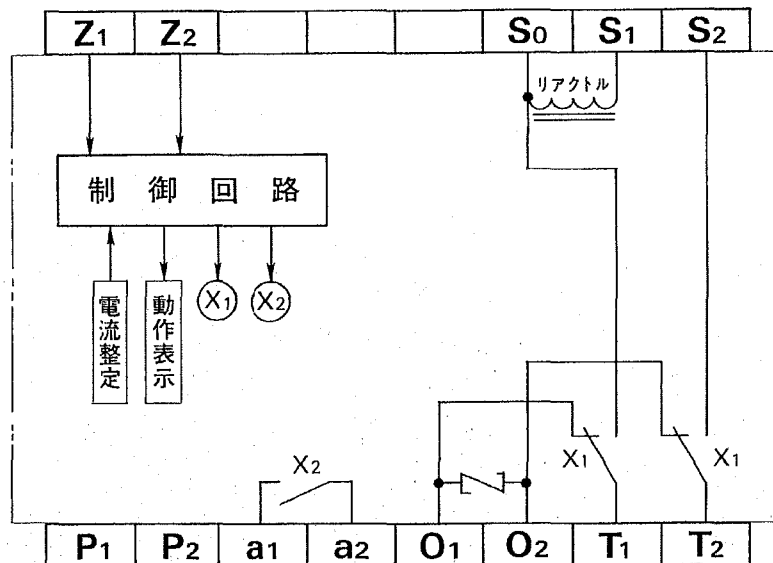 Z1 Z2 S0 S1 S2
リアクトル
制御回路
電流整定
動作表示
X1
X2
X2
X1
X1
P1 P2 a1 a2 O1 O2 T1 T2